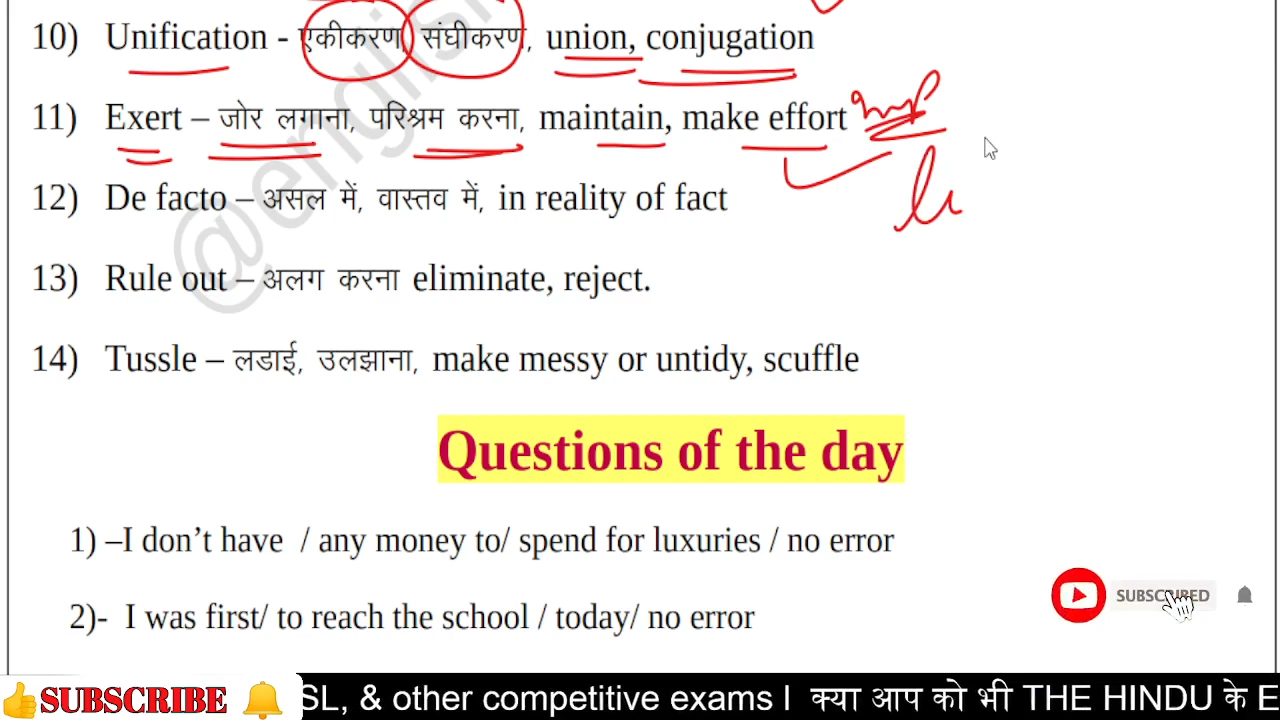 10) Unification - एकीकरण, संघीकरण, union, conjugation
11) Exert – जोर लगाना, परिश्रम करना, maintain, make effort
12) De facto – असल में, वास्तव में, in reality of fact
13) Rule out – अलग करना eliminate, reject.
14) Tussle – लडाई, उलझाना, make messy or untidy, scuffle
Questions of the day
1) –I don’t have / any money to/ spend for luxuries / no error
2)- I was first/ to reach the school / today/ no error
SUBSCRIBED
SUBSCRIBE
SL, & other competitive exams I क्या आप को भी THE HINDU के E
@english